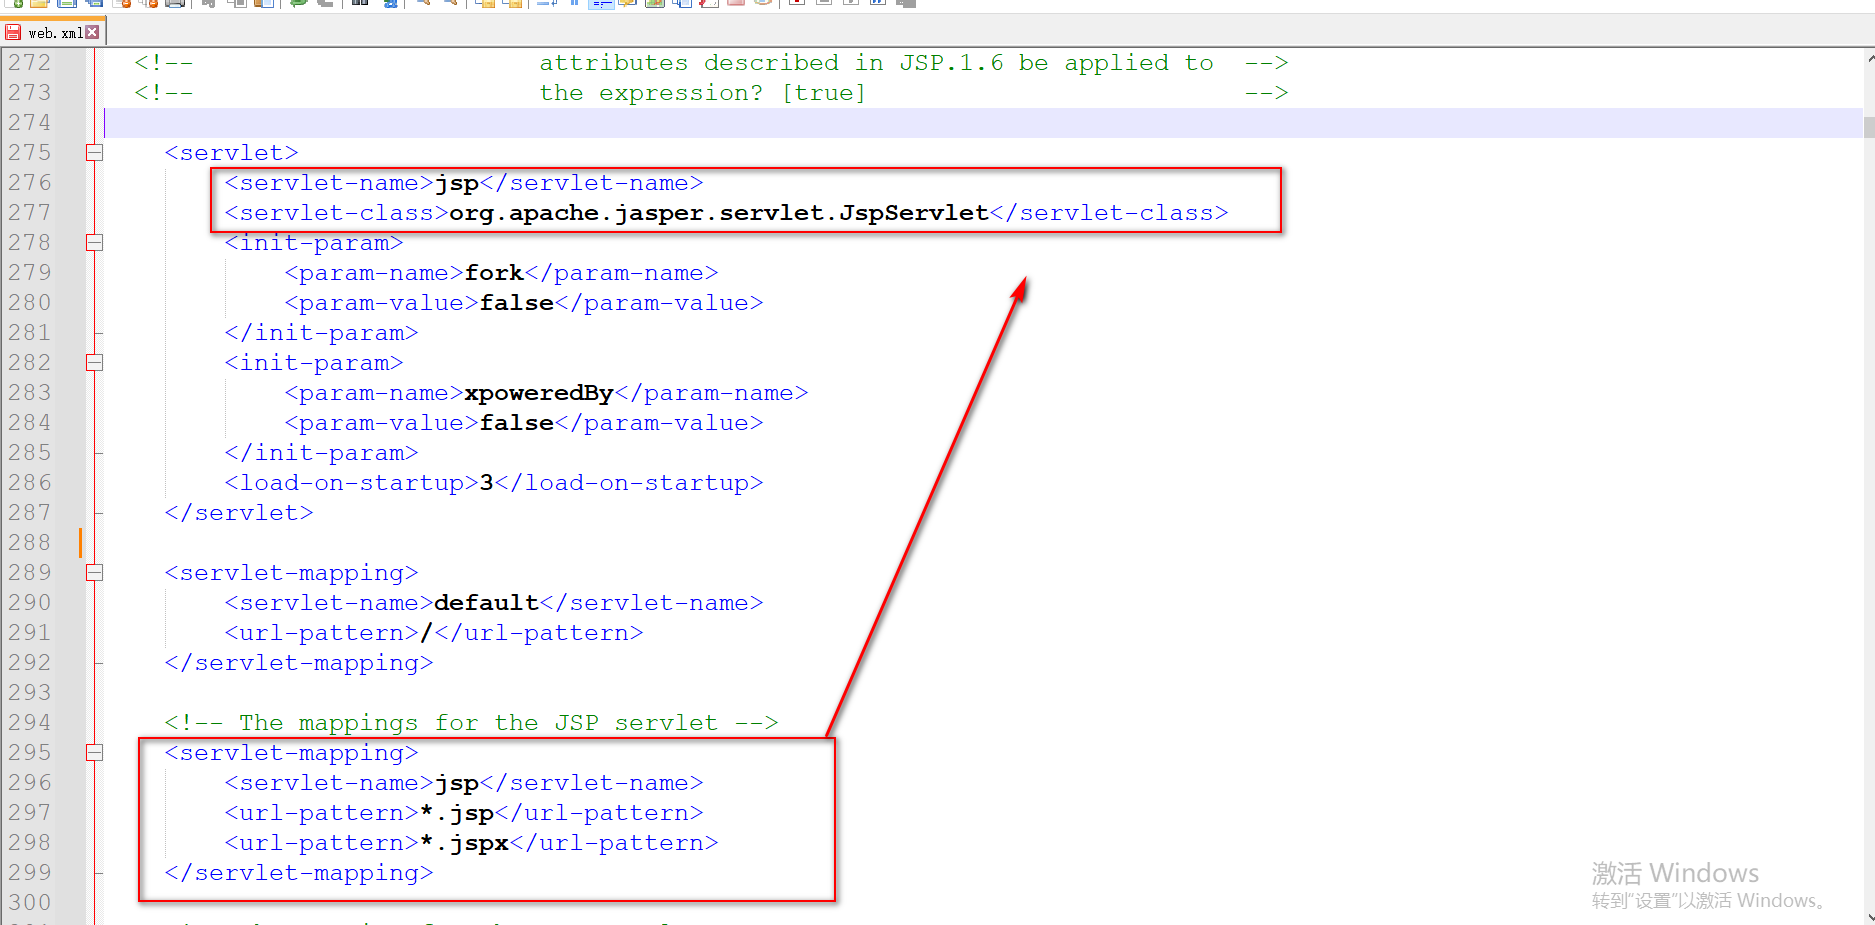 web.xml
272 <!-- attributes described in JSP.1.6 be applied to -->
273 <!-- the expression? [true] -->
274
275 <servlet>
276 <servlet-name>jsp</servlet-name>
277 <servlet-class>org.apache.jasper.servlet.JspServlet</servlet-class>
278 <init-param>
279 <param-name>fork</param-name>
280 <param-value>false</param-value>
281 </init-param>
282 <init-param>
283 <param-name>xpoweredBy</param-name>
284 <param-value>false</param-value>
285 </init-param>
286 <load-on-startup>3</load-on-startup>
287 </servlet>
288
289 <servlet-mapping>
290 <servlet-name>default</servlet-name>
291 <url-pattern>/</url-pattern>
292 </servlet-mapping>
293
294 <!-- The mappings for the JSP servlet -->
295 <servlet-mapping>
296 <servlet-name>jsp</servlet-name>
297 <url-pattern>*.jsp</url-pattern>
298 <url-pattern>*.jspx</url-pattern>
299 </servlet-mapping>
300
激活 Windows
转到"设置"以激活 Windows。